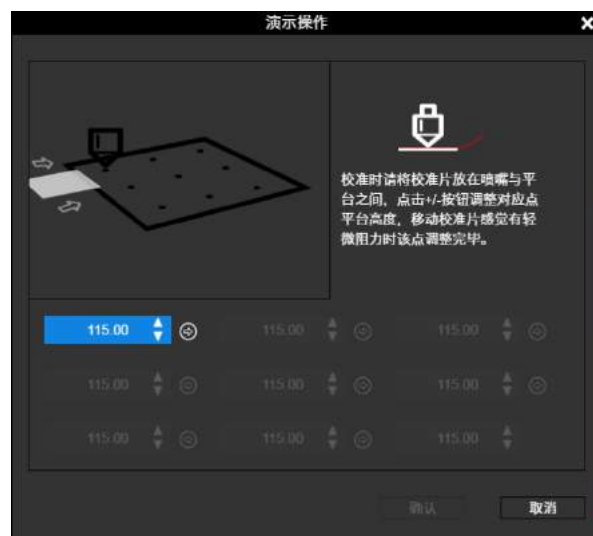 演示操作
校准时请将校准片放在喷嘴与平
台之间，点击+/-按钮调整对应点
平台高度，移动校准片感觉有轻
微阻力时该点调整完毕。
115.00 115.00 115.00
115.00 115.00 115.00
115.00 115.00 115.00
确认 取消